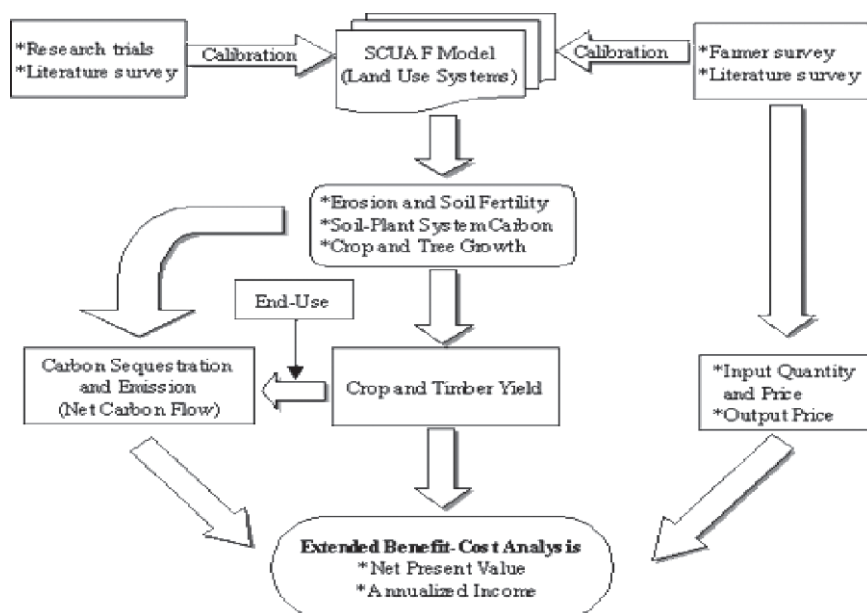 *Research trials
*Literature survey
Calibration
SCUAF Model
(Land Use Systems)
Calibration
*Farmer survey
*Literature survey
*Erosion and Soil Fertility
*Soil-Plant System Carbon
*Crop and Tree Growth
End-Use
Carbon Sequestration
and Emission
(Net Carbon Flow)
Crop and Timber Yield
*Input Quantity
and Price
*Output Price
Extended Benefit-Cost Analysis
*Net Present Value
*Annualized Income